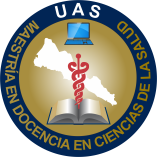 UAS
MAESTRÍA EN DOCENCIA EN CIENCIAS DE LA SALUD